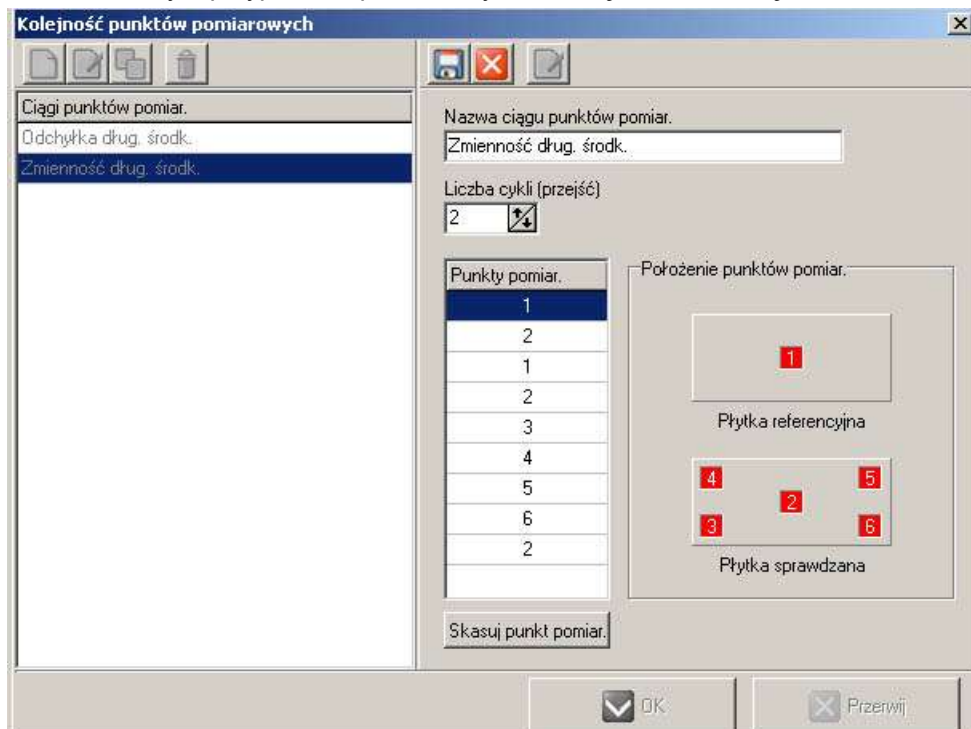 Kolejność punktów pomiarowych
Ciągi punktów pomiar.
Odchyłka dług. środk.
Zmienność dług. środk.
Nazwa ciągu punktów pomiar.
Zmienność dług. środk.
Liczba cykli (przejść)
2
Punkty pomiar.
1
2
1
2
3
4
5
6
2
Skasuj punkt pomiar.
Położenie punktów pomiar.
1
Płytka referencyjna
4 5
2
3 6
Płytka sprawdzana
OK
Przerwij